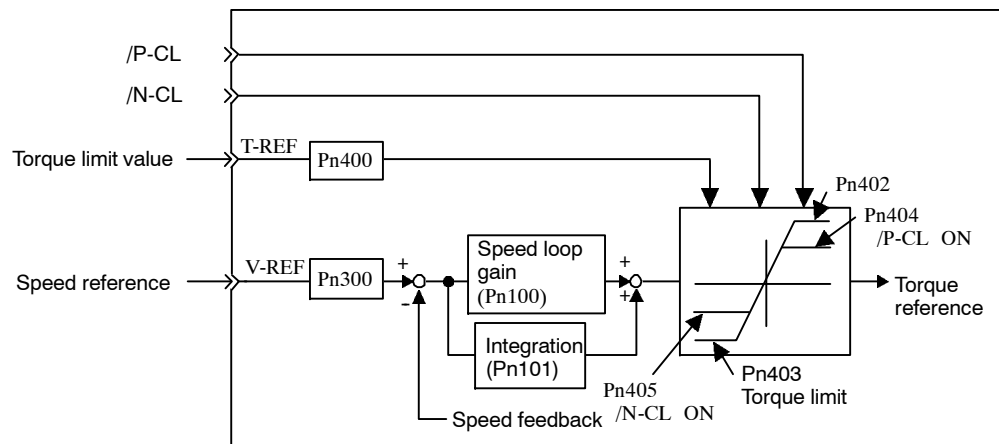 /P-CL
/N-CL
Torque limit value
T-REF
Pn400
Speed reference
V-REF
Pn300
+
-
Speed loop
gain
(Pn100)
Integration
(Pn101)
Speed feedback
+
+
Pn402
Pn404
/P-CL ON
Torque
reference
Pn403
Torque limit
Pn405
/N-CL ON